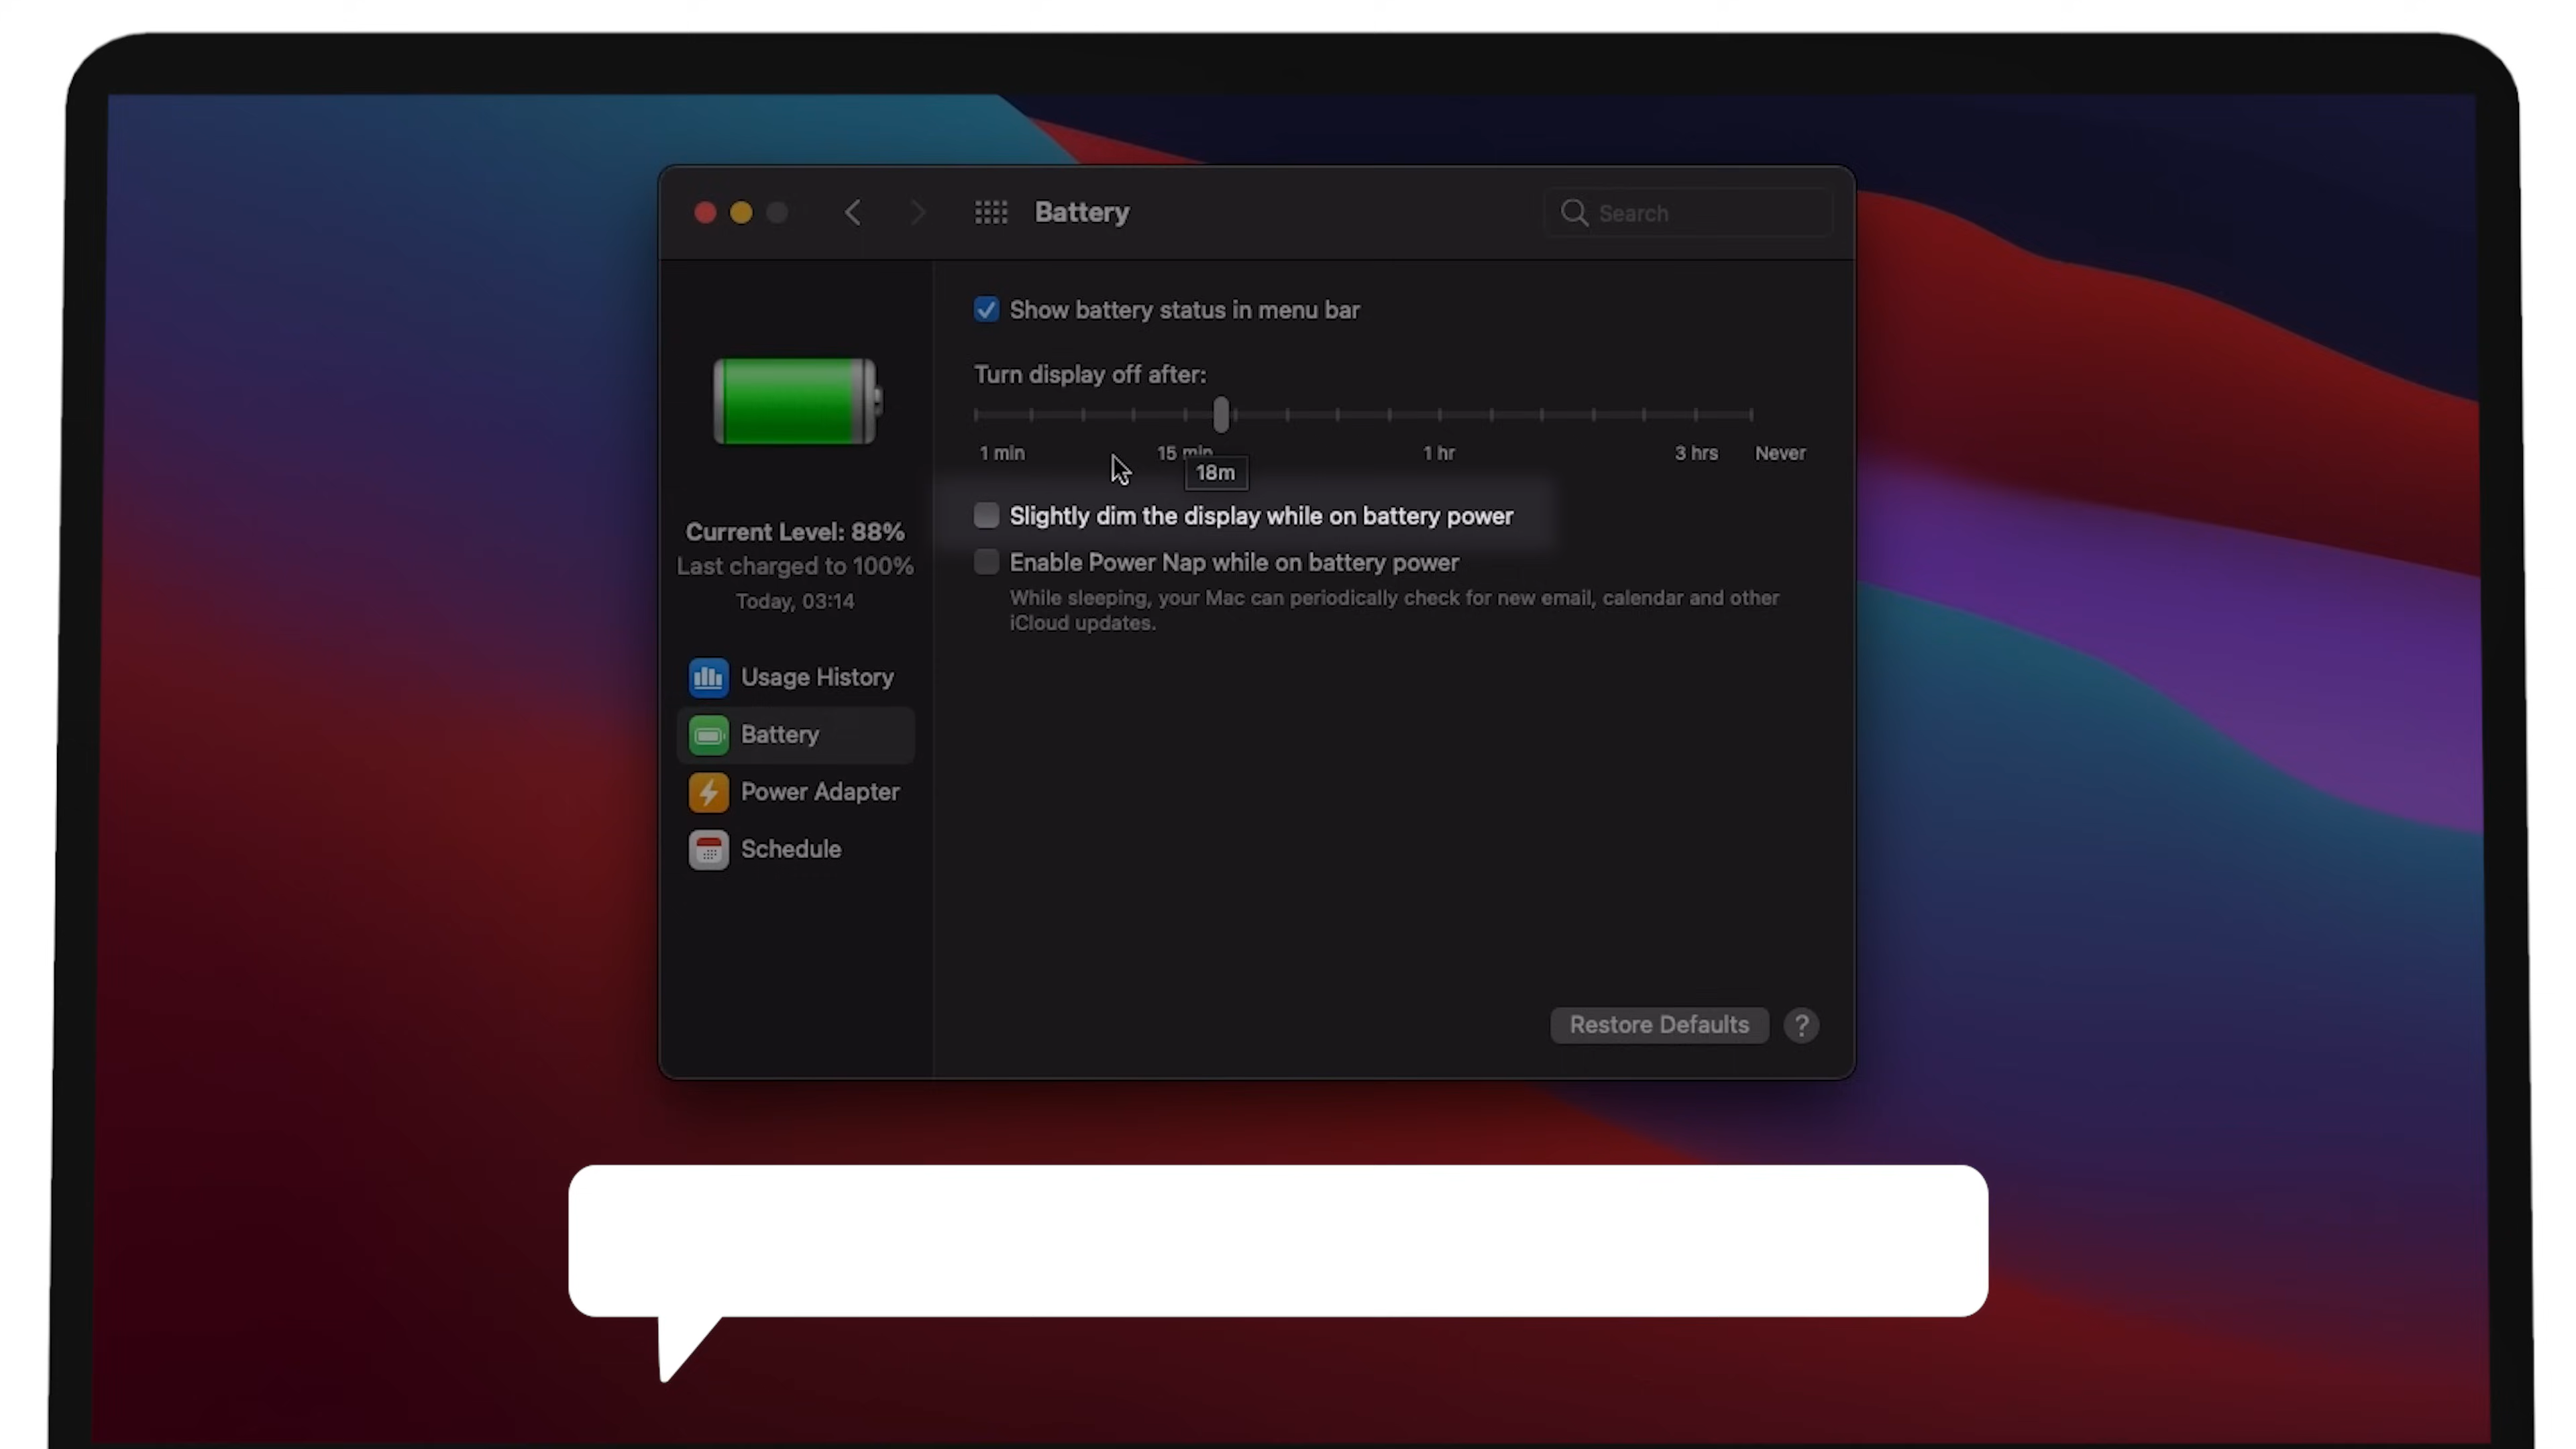 Battery
Search
Show battery status in menu bar
Turn display off after:
1 min 15 min 1 hr 3 hrs Never
18m
Slightly dim the display while on battery power
Enable Power Nap while on battery power
While sleeping, your Mac can periodically check for new email, calendar and other
iCloud updates.
Current Level: 88%
Last charged to 100%
Today, 03:14
Usage History
Battery
Power Adapter
Schedule
Restore Defaults ?